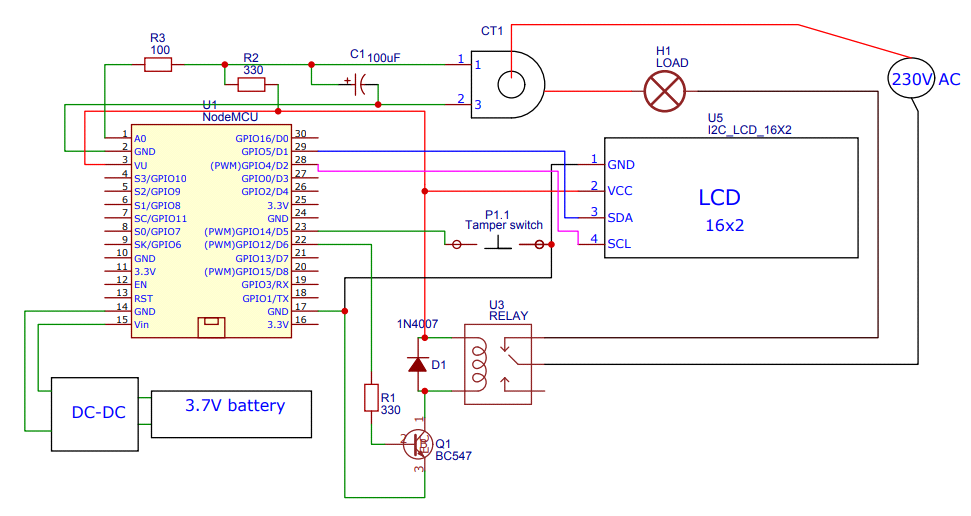 CT1
R3
100
R2
330
C1 100uF
+
1
1
2
3
H1
LOAD
230V AC
U1
NodeMCU
1 A0
2 GND
3 VU
4 S3/GPIO10
5 S2/GPIO9
6 S1/GPIO8
7 SC/GPIO11
8 S0/GPIO7
9 SK/GPIO6
10 GND
11 3.3V
12 EN
13 RST
14 GND
15 Vin
GPIO16/D0 30
GPIO5/D1 29
(PWM)GPIO4/D2 28
GPIO0/D3 27
GPIO2/D4 26
3.3V 25
GND 24
(PWM)GPIO14/D5 23
(PWM)GPIO12/D6 22
GPIO13/D7 21
(PWM)GPIO15/D8 20
GPIO3/RX 19
GPIO1/TX 18
GND 17
3.3V 16
U5
I2C_LCD_16X2
1 GND
2 VCC
3 SDA
4 SCL
LCD
16x2
P1.1
Tamper switch
U3
RELAY
1N4007
D1
R1
330
1
2
3
Q1
BC547
DC-DC
3.7V battery